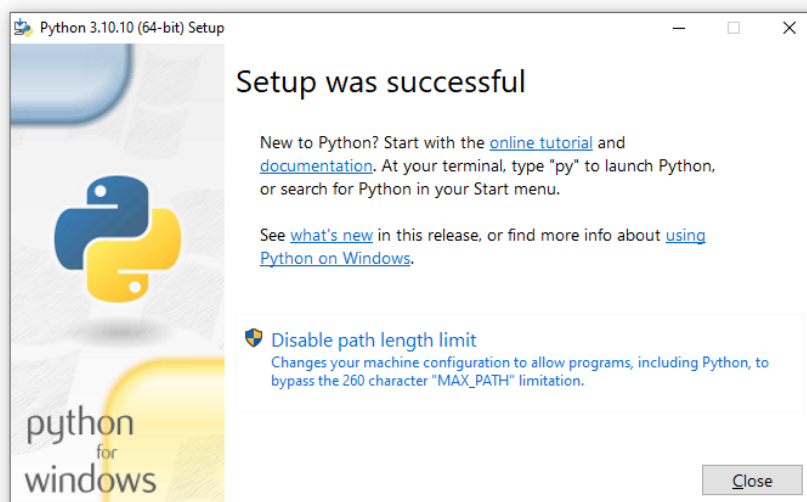 Python 3.10.10 (64-bit) Setup
Setup was successful
New to Python? Start with the online tutorial and
documentation. At your terminal, type "py" to launch Python,
or search for Python in your Start menu.
See what's new in this release, or find more info about using
Python on Windows.
Disable path length limit
Changes your machine configuration to allow programs, including Python, to
bypass the 260 character "MAX_PATH" limitation.
python
for
windows
Close